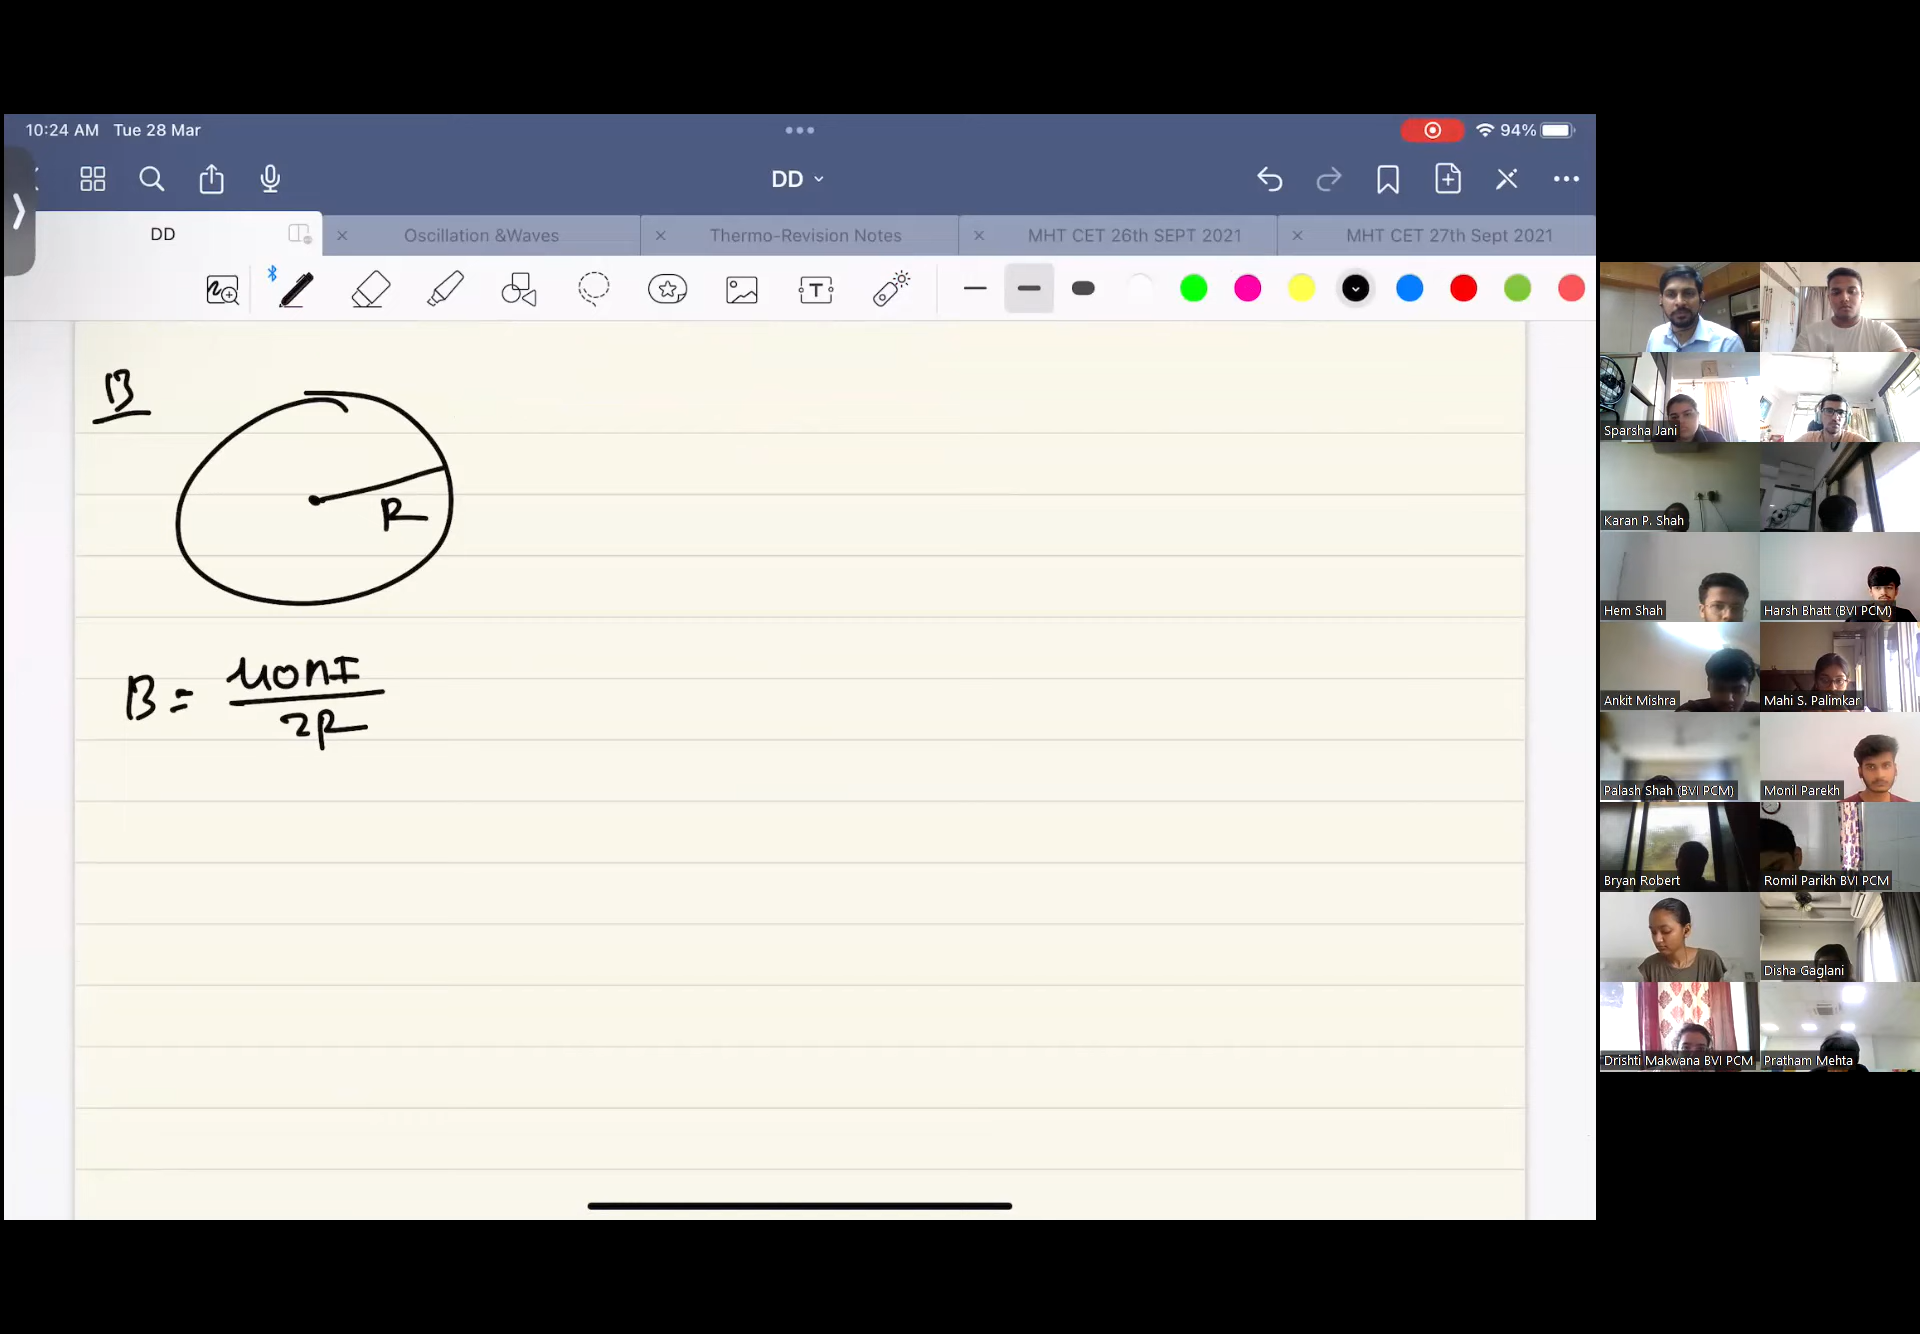 10:24 AM Tue 28 Mar
94%
DD
DD
Oscillation &Waves
Thermo-Revision Notes
MHT CET 26th SEPT 2021
MHT CET 27th Sept 2021
T
B
R
B = μ0nI
2R
Sparsha Jani
Karan P. Shah
Hem Shah
Harsh Bhatt (BVI PCM)
Ankit Mishra
Mahi S. Palimkar
Palash Shah (BVI PCM)
Monil Parekh
Bryan Robert
Romil Parikh BVI PCM
Disha Gaglani
Drishti Makwana BVI PCM
Pratham Mehta